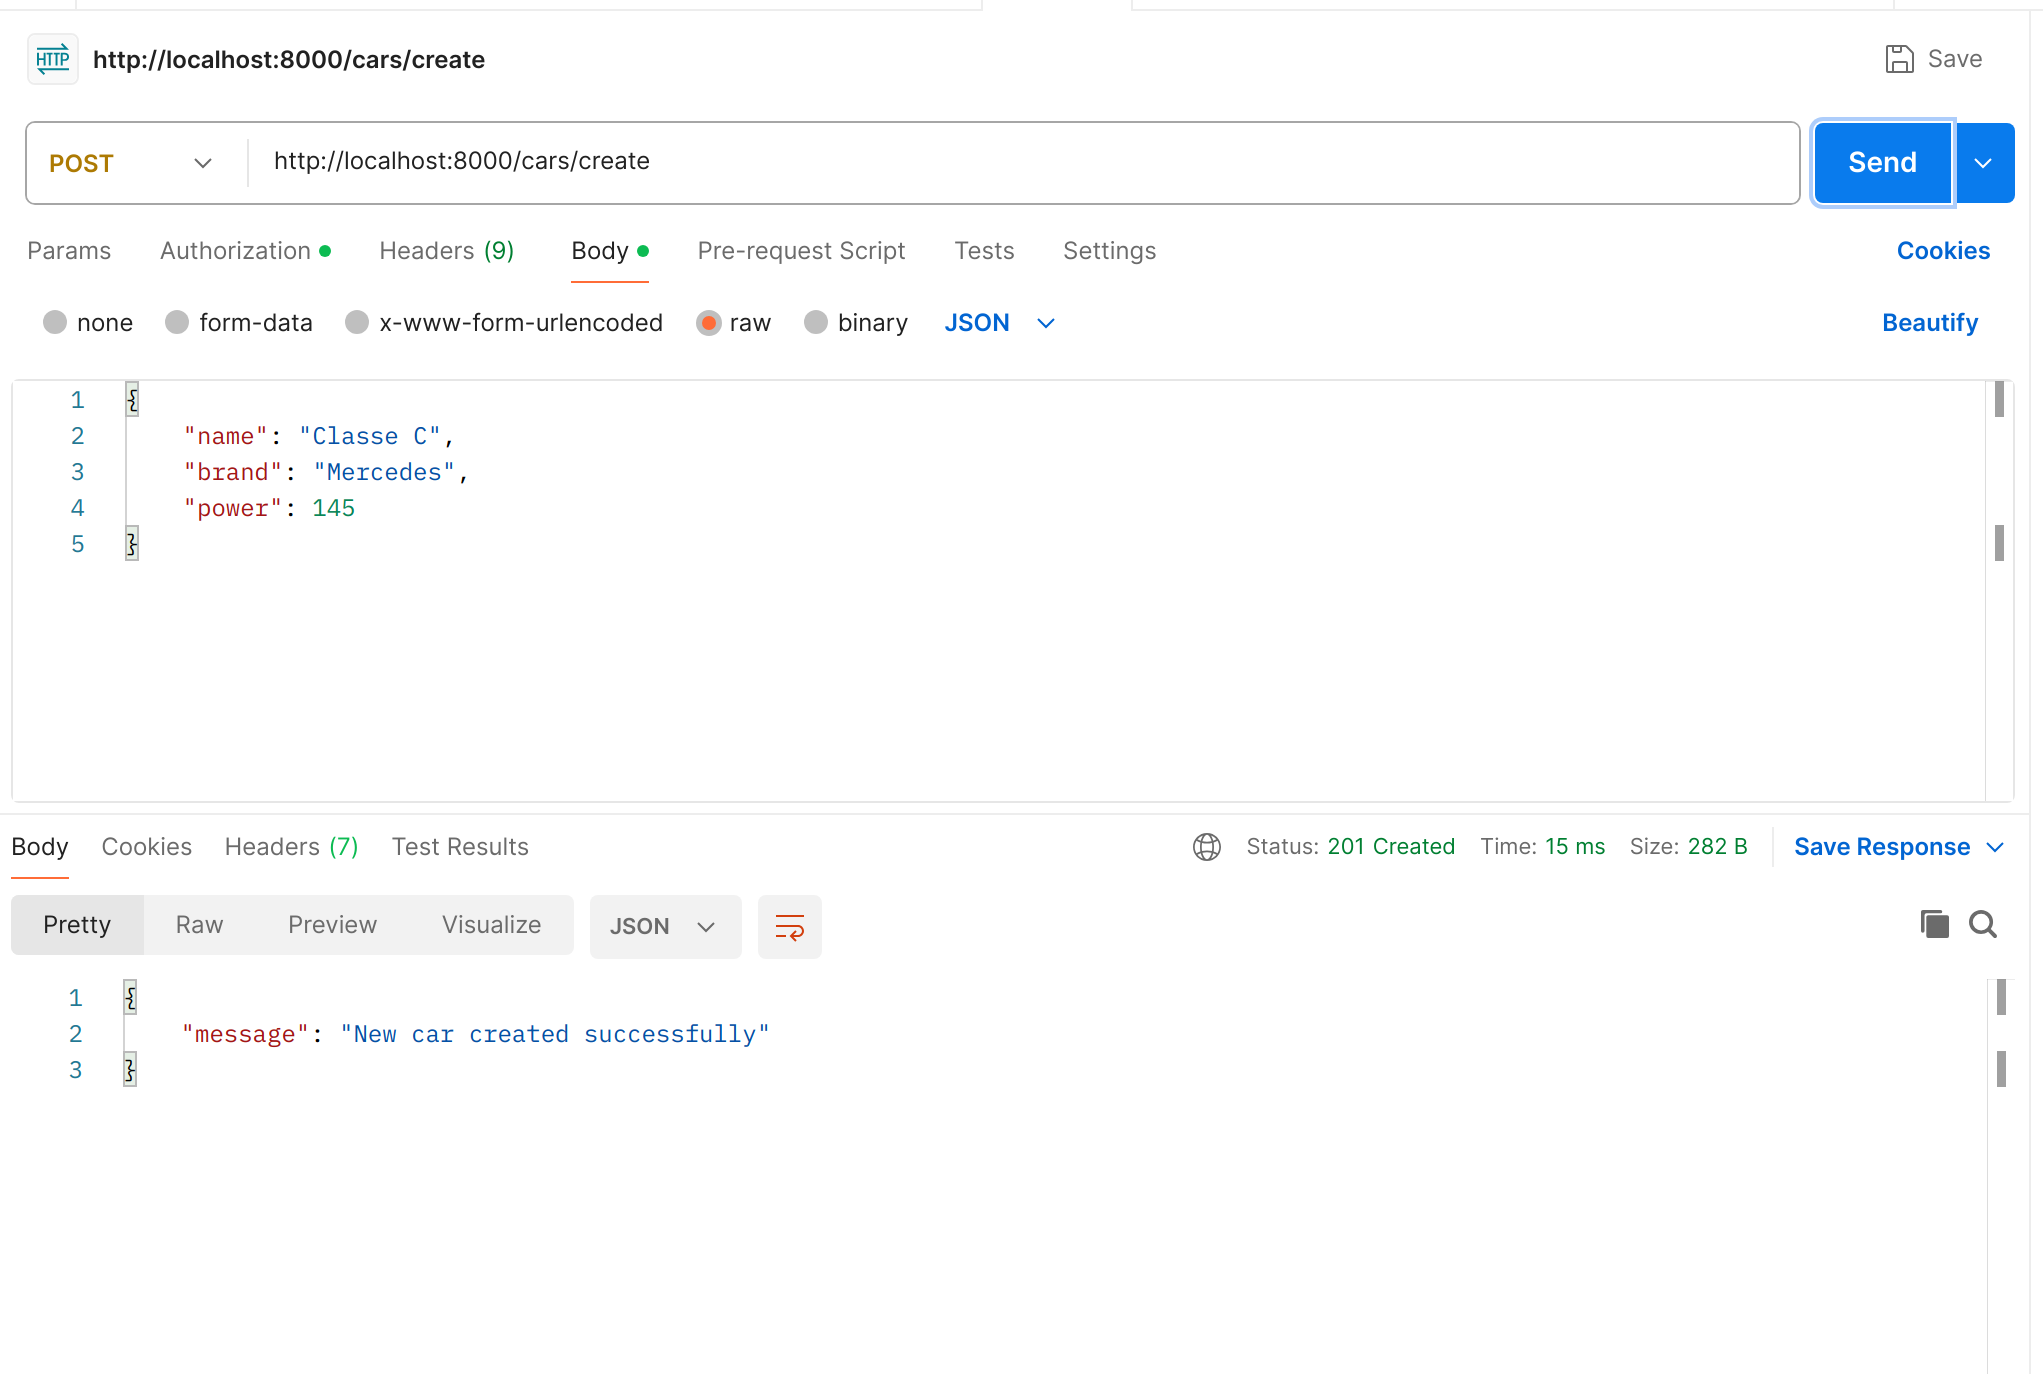 HTTP http://localhost:8000/cars/create Save
POST http://localhost:8000/cars/create Send
Params Authorization Headers (9) Body Pre-request Script Tests Settings Cookies
none form-data x-www-form-urlencoded raw binary JSON Beautify
1 {
2 "name": "Classe C",
3 "brand": "Mercedes",
4 "power": 145
5 }
Body Cookies Headers (7) Test Results Status: 201 Created Time: 15 ms Size: 282 B Save Response
Pretty Raw Preview Visualize JSON
1 {
2 "message": "New car created successfully"
3 }